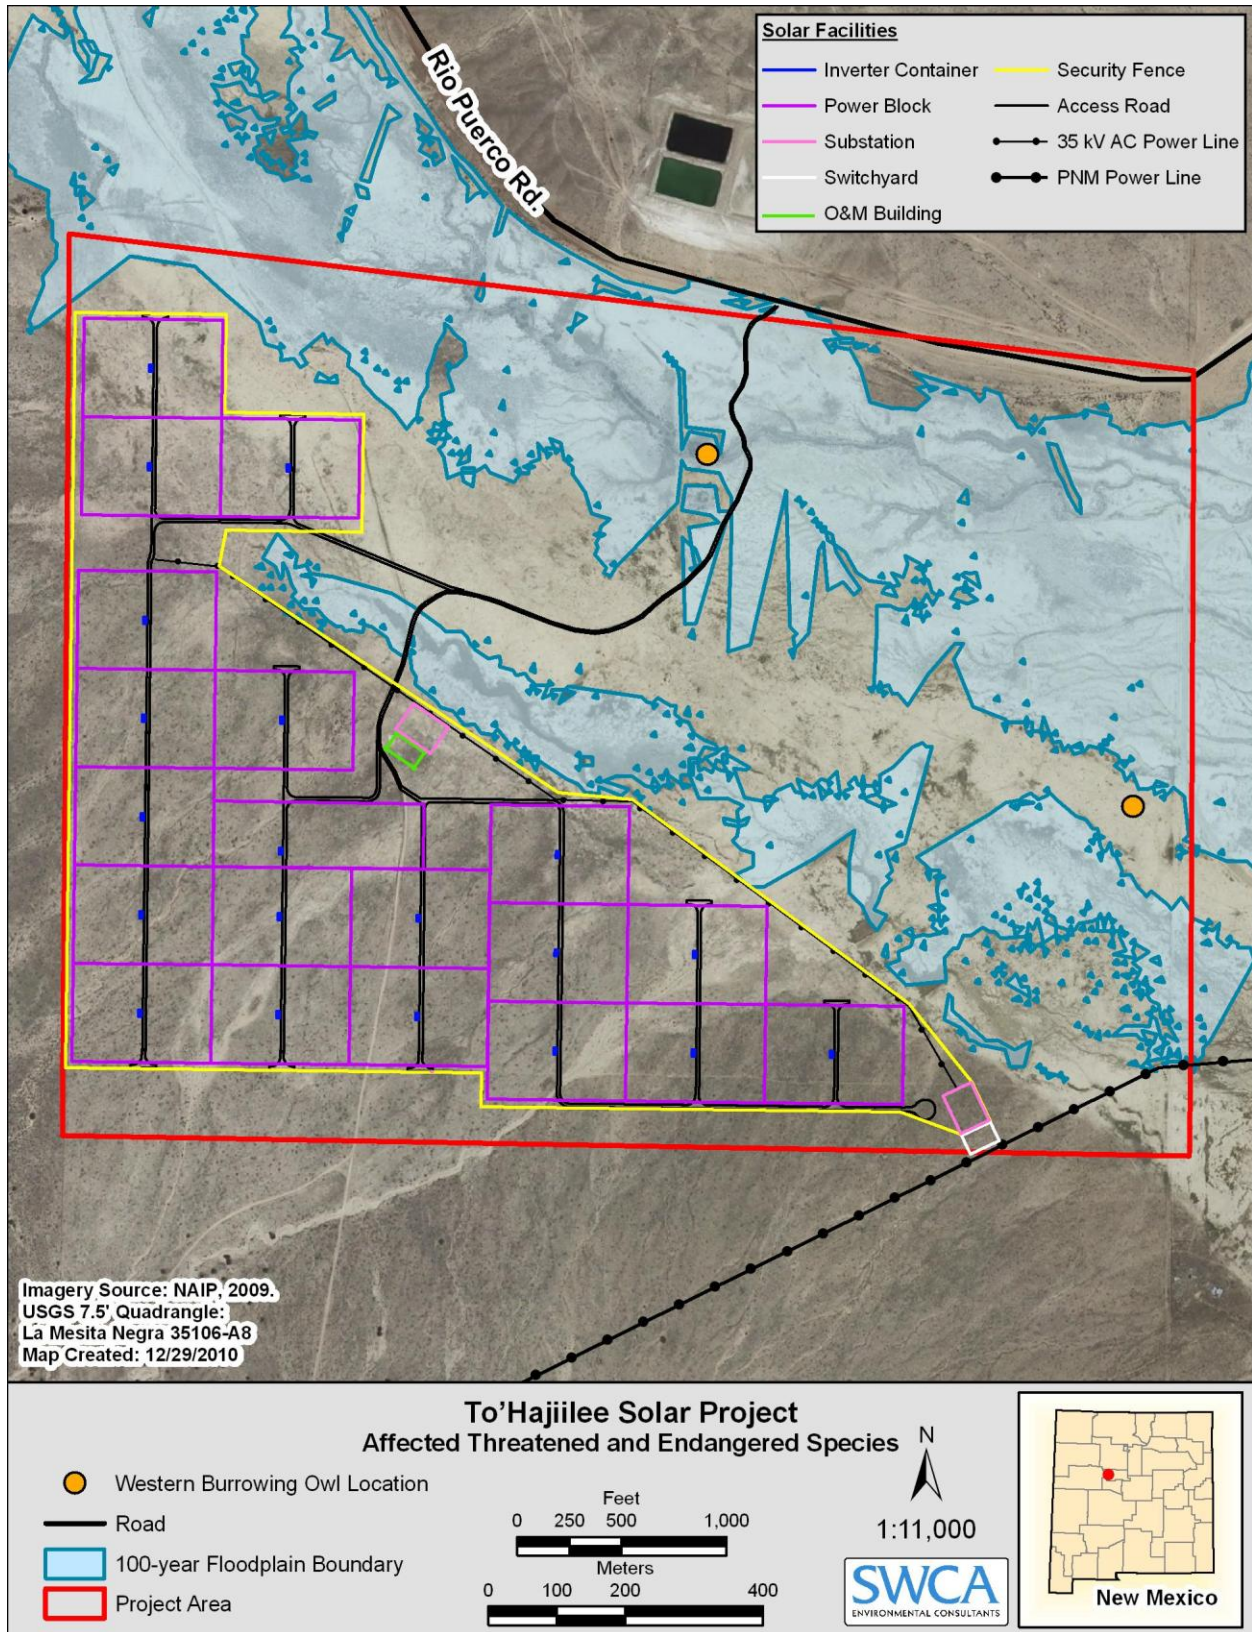 Solar Facilities
Inverter Container
Security Fence
Power Block
Access Road
Substation
35 kV AC Power Line
Switchyard
PNM Power Line
O&M Building
Rio Puerco Rd.
Imagery Source: NAIP, 2009.
USGS 7.5' Quadrangle:
La Mesita Negra 35106-A8
Map Created: 12/29/2010
To'Hajiilee Solar Project
Affected Threatened and Endangered Species
Western Burrowing Owl Location
Road
100-year Floodplain Boundary
Project Area
Feet
0 250 500 1,000
Meters
0 100 200 400
N
1:11,000
SWCA
ENVIRONMENTAL CONSULTANTS
New Mexico